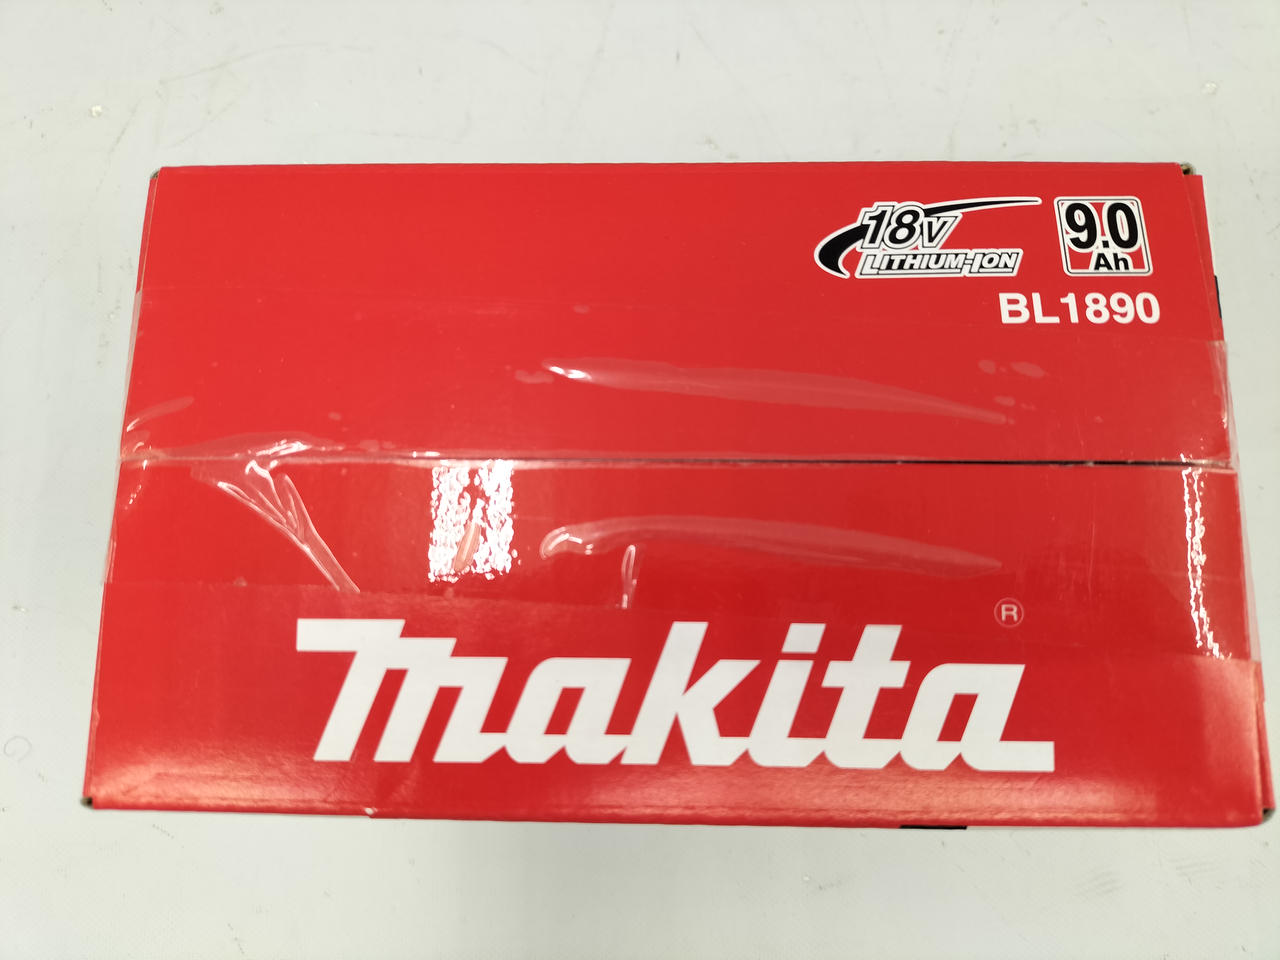 18V
LITHIUM-ION
9.0
Ah
BL1890
makita
®